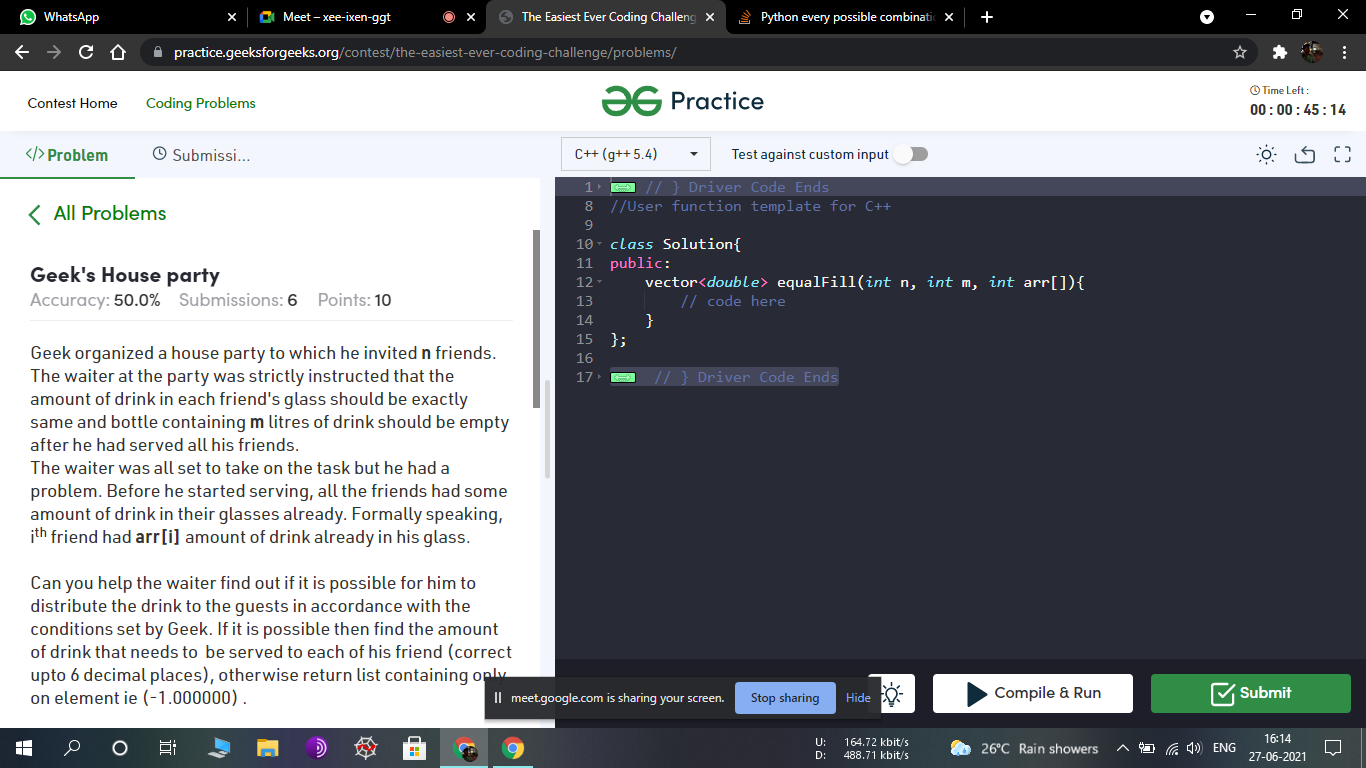 WhatsApp
Meet – xee-ixen-ggt
The Easiest Ever Coding Challeng
Python every possible combinati
practice.geeksforgeeks.org/contest/the-easiest-ever-coding-challenge/problems/
Contest Home
Coding Problems
Practice
Time Left :
00 : 00 : 45 : 14
</> Problem
Submissi...
C++ (g++ 5.4)
Test against custom input
All Problems
Geek's House party
Accuracy: 50.0% Submissions: 6 Points: 10
Geek organized a house party to which he invited n friends.
The waiter at the party was strictly instructed that the
amount of drink in each friend's glass should be exactly
same and bottle containing m litres of drink should be empty
after he had served all his friends.
The waiter was all set to take on the task but he had a
problem. Before he started serving, all the friends had some
amount of drink in their glasses already. Formally speaking,
ith friend had arr[i] amount of drink already in his glass.
Can you help the waiter find out if it is possible for him to
distribute the drink to the guests in accordance with the
conditions set by Geek. If it is possible then find the amount
of drink that needs to be served to each of his friend (correct
upto 6 decimal places), otherwise return list containing only
on element ie (-1.000000) .
1 // } Driver Code Ends
8 //User function template for C++
9
10 class Solution{
11 public:
12 vector<double> equalFill(int n, int m, int arr[]){
13 // code here
14 }
15 };
16
17 // } Driver Code Ends
meet.google.com is sharing your screen.
Stop sharing
Hide
Compile & Run
Submit
U: 164.72 kbit/s
D: 488.71 kbit/s
26°C Rain showers
ENG
16:14
27-06-2021